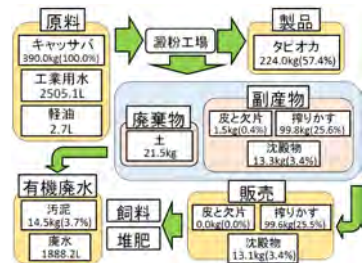 原料
キャッサバ
390.0kg(100.0%)
工業用水
2505.1L
軽油
2.7L
澱粉工場
製品
タピオカ
224.0kg(57.4%)
副産物
皮と欠片
1.5kg(0.4%)
搾りかす
99.8kg(25.6%)
沈殿物
13.3kg(3.4%)
廃棄物
土
21.5kg
有機廃水
汚泥
14.5kg(3.7%)
廃水
1888.2L
飼料
堆肥
販売
皮と欠片
0.0kg(0.0%)
搾りかす
99.6kg(25.5%)
沈殿物
13.1kg(3.4%)